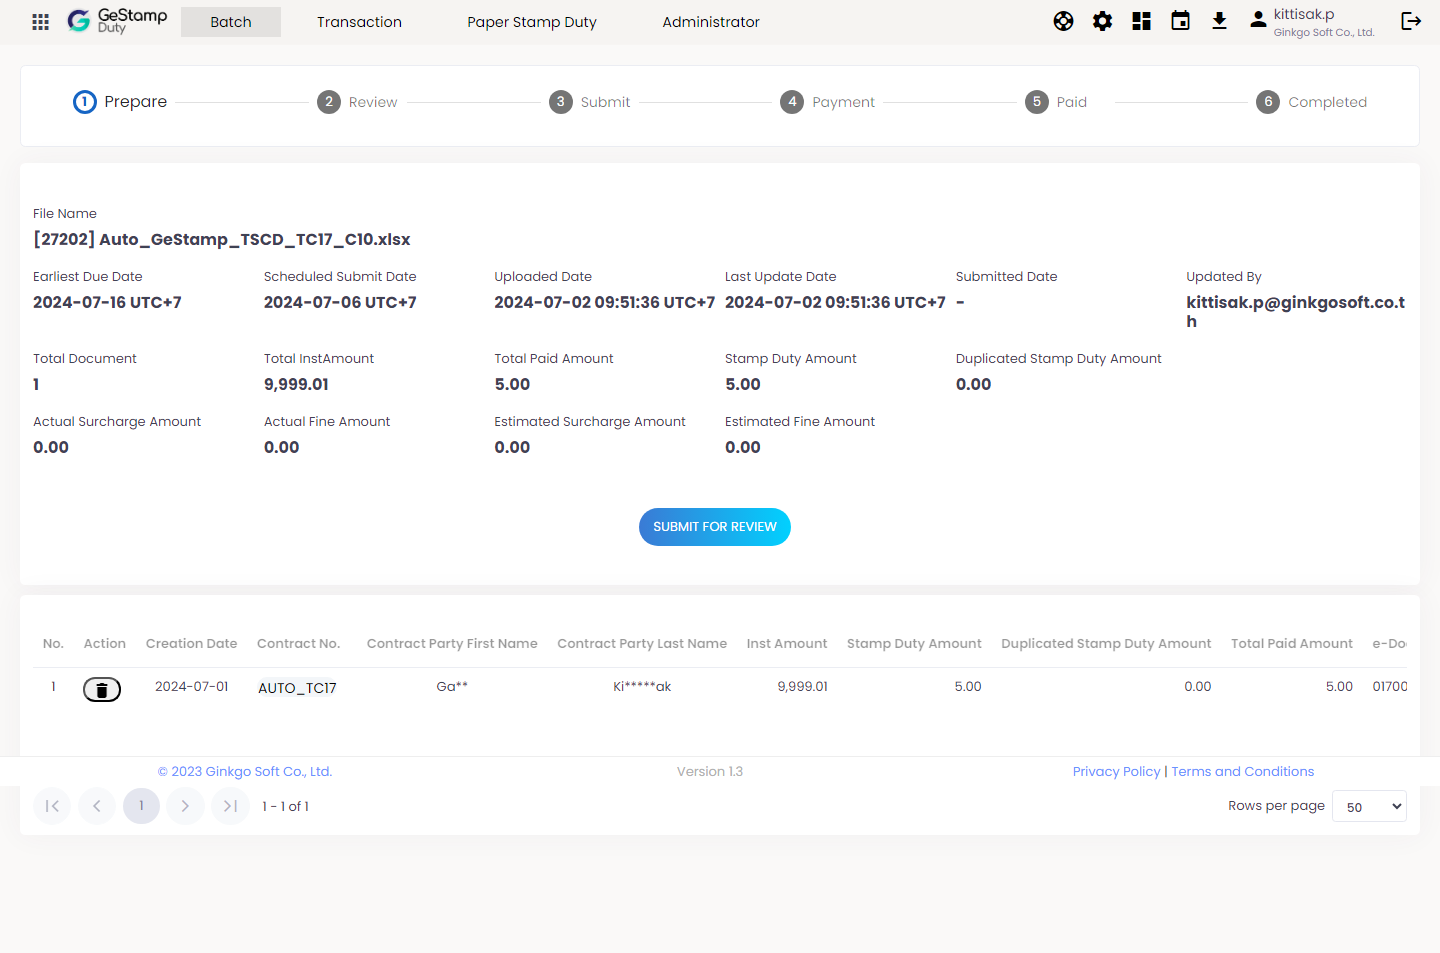 GeStamp
Duty
Batch
Transaction
Paper Stamp Duty
Administrator
kittisak.p
Ginkgo Soft Co., Ltd.
1 Prepare
2 Review
3 Submit
4 Payment
5 Paid
6 Completed
File Name
[27202] Auto_GeStamp_TSCD_TC17_C10.xlsx
Earliest Due Date
2024-07-16 UTC+7
Scheduled Submit Date
2024-07-06 UTC+7
Uploaded Date
2024-07-02 09:51:36 UTC+7
Last Update Date
2024-07-02 09:51:36 UTC+7
Submitted Date
-
Updated By
kittisak.p@ginkgosoft.co.t
h
Total Document
1
Total InstAmount
9,999.01
Total Paid Amount
5.00
Stamp Duty Amount
5.00
Duplicated Stamp Duty Amount
0.00
Actual Surcharge Amount
0.00
Actual Fine Amount
0.00
Estimated Surcharge Amount
0.00
Estimated Fine Amount
0.00
SUBMIT FOR REVIEW
No. Action Creation Date Contract No. Contract Party First Name Contract Party Last Name Inst Amount Stamp Duty Amount Duplicated Stamp Duty Amount Total Paid Amount e-Do
1 2024-07-01 AUTO_TC17 Ga** Ki*****ak 9,999.01 5.00 0.00 5.00 01700
© 2023 Ginkgo Soft Co., Ltd.
Version 1.3
Privacy Policy | Terms and Conditions
1
1 - 1 of 1
Rows per page 50